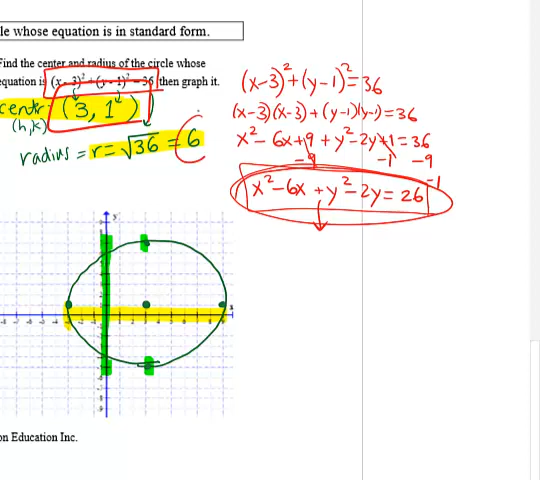 le whose equation is in standard form.
Find the center and radius of the circle whose
equation is (x - 3)² + (y - 1)² = 36 then graph it.
center (3, 1)
(h, k)
radius = r = √36 = 6
(x-3)² + (y-1)² = 36
(x-3)(x-3) + (y-1)(y-1) = 36
x² - 6x + 9 + y² - 2y + 1 = 36
-9 -1 -9
-1
x² - 6x + y² - 2y = 26
y
x
on Education Inc.